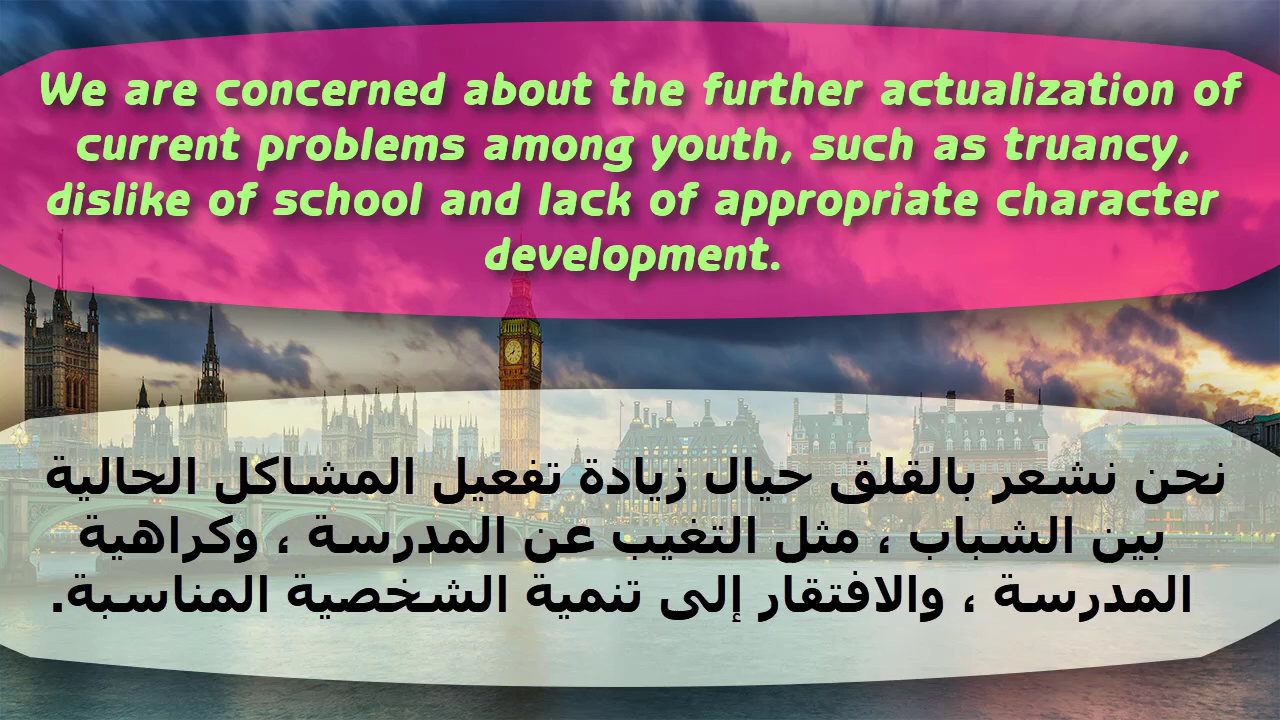 We are concerned about the further actualization of
current problems among youth, such as truancy,
dislike of school and lack of appropriate character
development.
نحن نشعر بالقلق حيال زيادة تفعيل المشاكل الحالية
بين الشباب ، مثل التغيب عن المدرسة ، وكراهية
المدرسة ، والافتقار إلى تنمية الشخصية المناسبة.